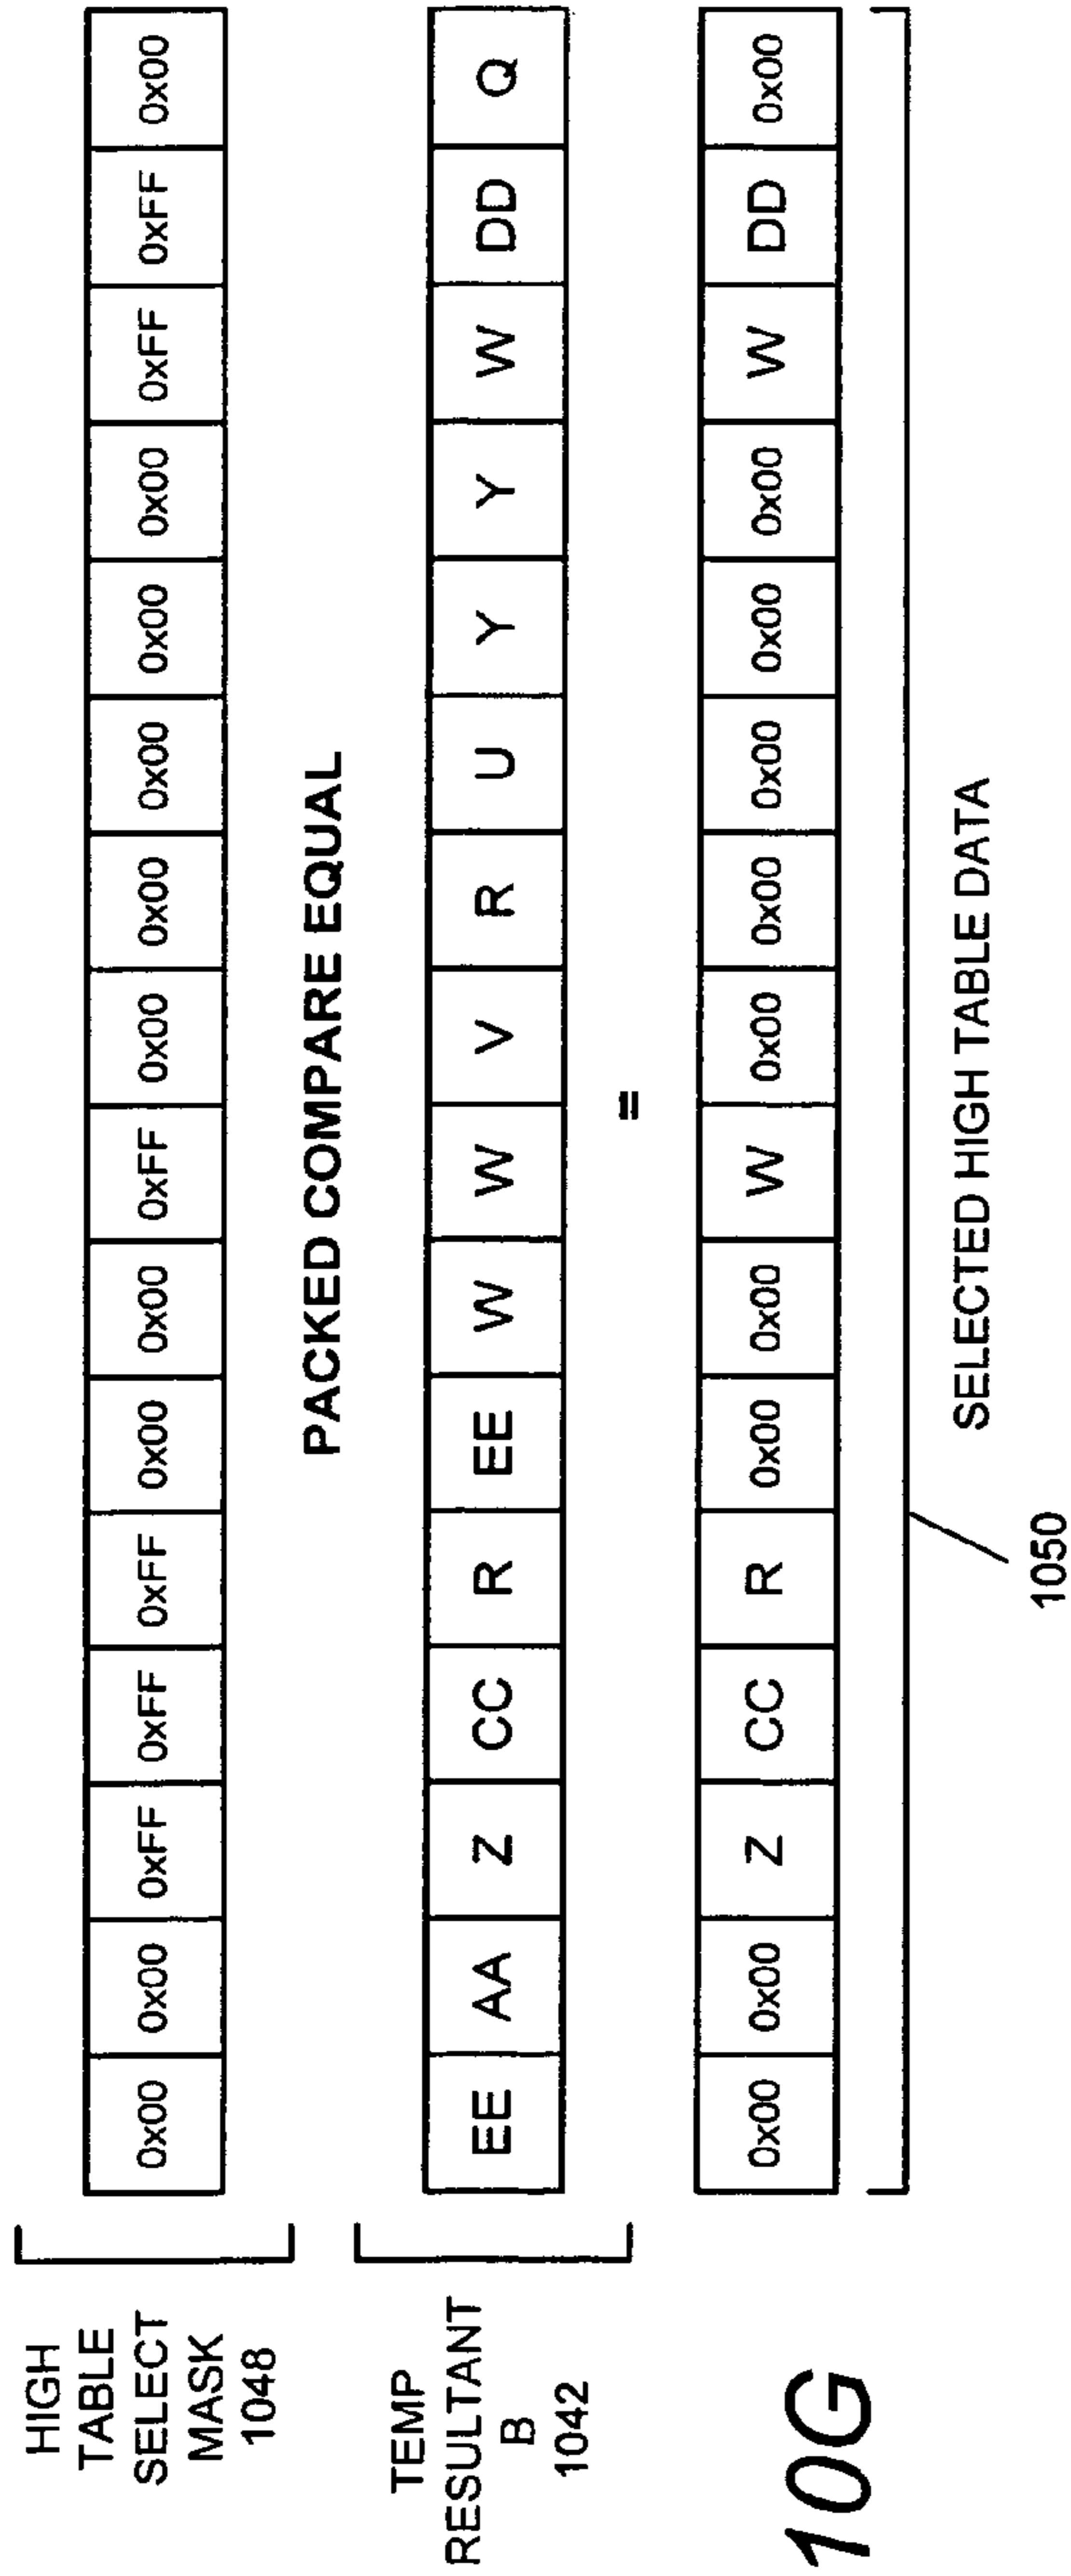 HIGH
TABLE
SELECT
MASK
1048
0x00 0x00 0xFF 0xFF 0xFF 0x00 0x00 0xFF 0x00 0x00 0x00 0x00 0x00 0xFF 0xFF 0x00
PACKED COMPARE EQUAL
TEMP
RESULTANT
B
1042
EE AA Z CC R EE W W V R U Y Y W DD Q
=
0x00 0x00 Z CC R 0x00 0x00 W 0x00 0x00 0x00 0x00 0x00 W DD 0x00
SELECTED HIGH TABLE DATA
1050
10G